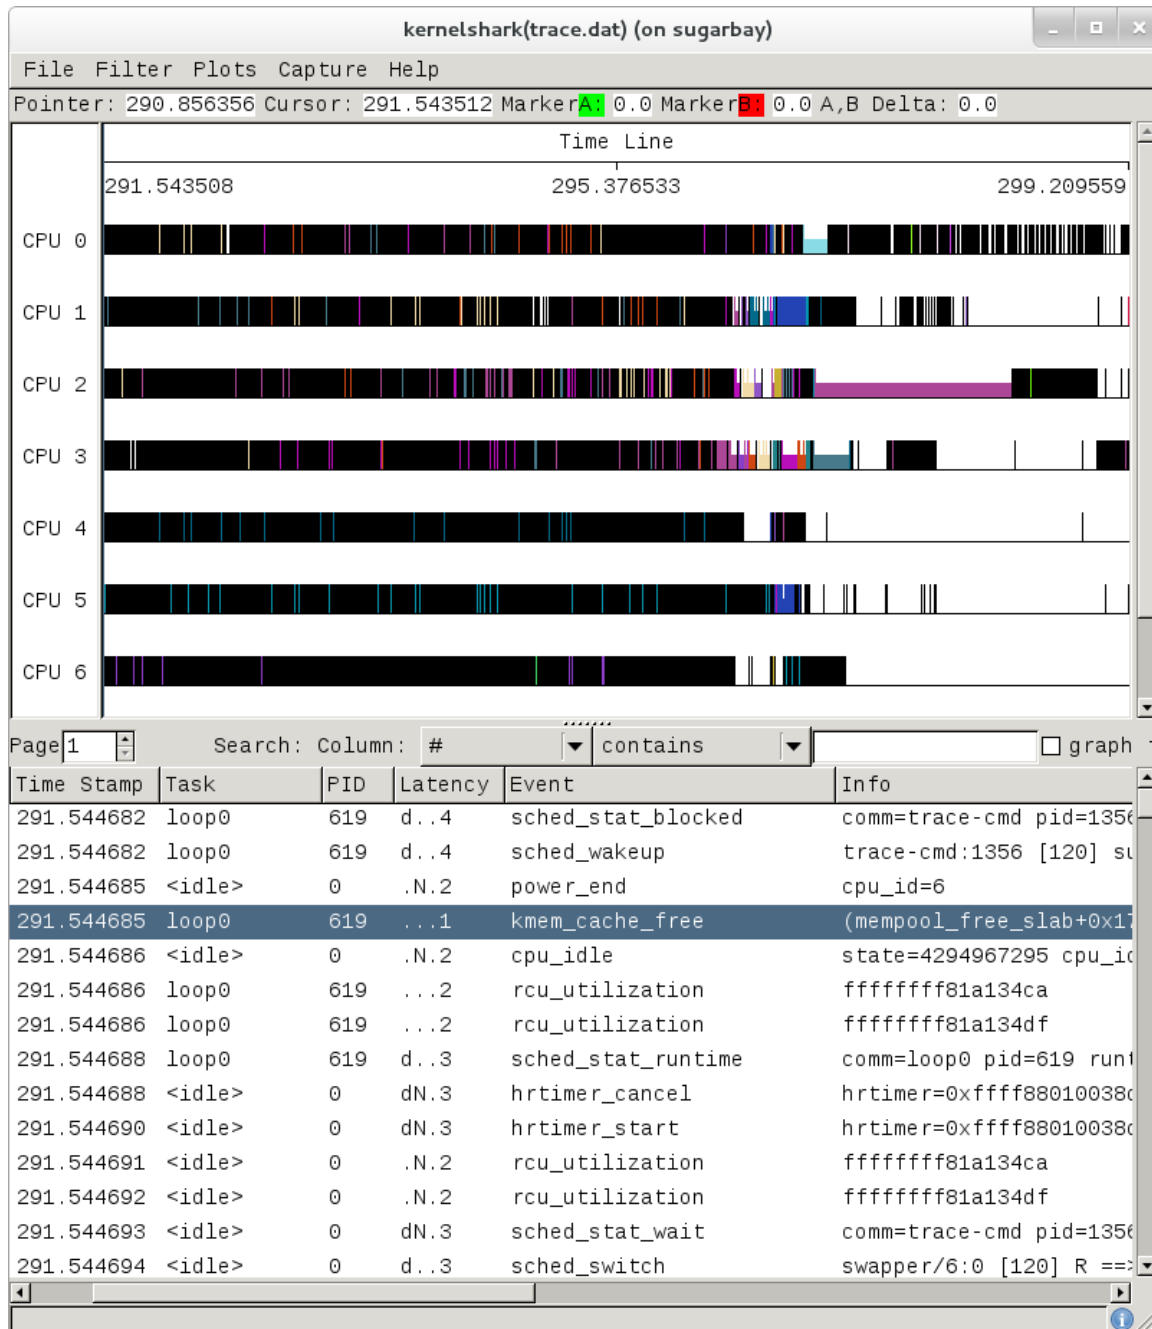 kernelshark(trace.dat) (on sugarbay)
File Filter Plots Capture Help
Pointer: 290.856356 Cursor: 291.543512 MarkerA: 0.0 MarkerB: 0.0 A,B Delta: 0.0
Time Line
291.543508 295.376533 299.209559
CPU 0
CPU 1
CPU 2
CPU 3
CPU 4
CPU 5
CPU 6
Page 1 Search: Column: # contains graph
Time Stamp Task PID Latency Event Info
291.544682 loop0 619 d..4 sched_stat_blocked comm=trace-cmd pid=1356
291.544682 loop0 619 d..4 sched_wakeup trace-cmd:1356 [120] su
291.544685 <idle> 0 .N.2 power_end cpu_id=6
291.544685 loop0 619 ...1 kmem_cache_free (mempool_free_slab+0x17
291.544686 <idle> 0 .N.2 cpu_idle state=4294967295 cpu_id
291.544686 loop0 619 ...2 rcu_utilization ffffffff81a134ca
291.544686 loop0 619 ...2 rcu_utilization ffffffff81a134df
291.544688 loop0 619 d..3 sched_stat_runtime comm=loop0 pid=619 runt
291.544688 <idle> 0 dN.3 hrtimer_cancel hrtimer=0xffff88010038c
291.544690 <idle> 0 dN.3 hrtimer_start hrtimer=0xffff88010038c
291.544691 <idle> 0 .N.2 rcu_utilization ffffffff81a134ca
291.544692 <idle> 0 .N.2 rcu_utilization ffffffff81a134df
291.544693 <idle> 0 dN.3 sched_stat_wait comm=trace-cmd pid=1356
291.544694 <idle> 0 d..3 sched_switch swapper/6:0 [120] R ==>